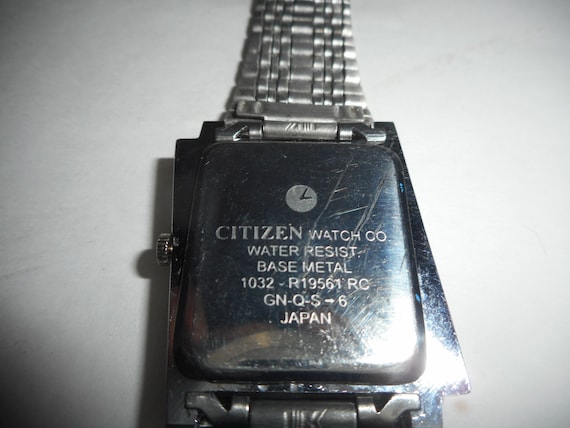 CITIZEN WATCH CO.
WATER RESIST.
BASE METAL
1032 - R19561 RC
GN-Q-S-6
JAPAN